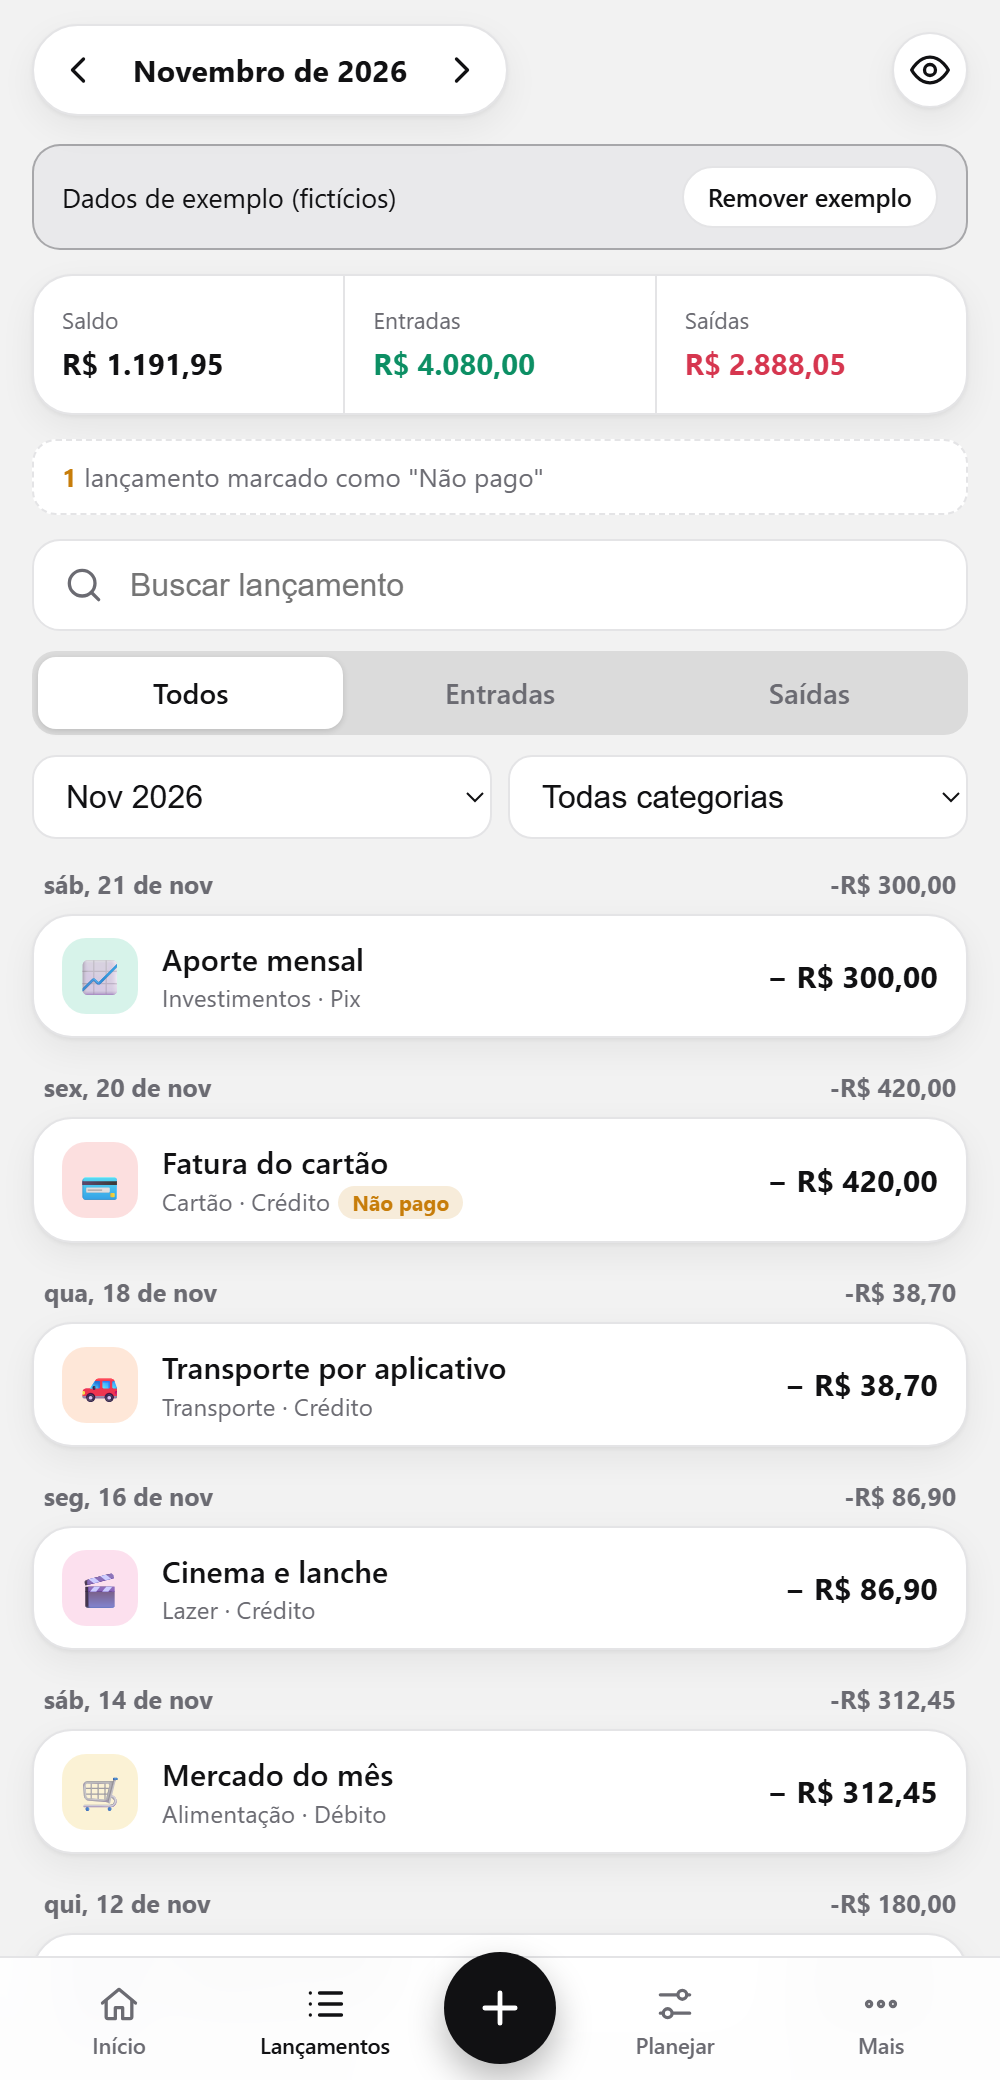 Novembro de 2026
Dados de exemplo (fictícios)
Remover exemplo
Saldo
R$ 1.191,95
Entradas
R$ 4.080,00
Saídas
R$ 2.888,05
1 lançamento marcado como "Não pago"
Buscar lançamento
Todos
Entradas
Saídas
Nov 2026
Todas categorias
sáb, 21 de nov
-R$ 300,00
Aporte mensal
Investimentos · Pix
– R$ 300,00
sex, 20 de nov
-R$ 420,00
Fatura do cartão
Cartão · Crédito Não pago
– R$ 420,00
qua, 18 de nov
-R$ 38,70
Transporte por aplicativo
Transporte · Crédito
– R$ 38,70
seg, 16 de nov
-R$ 86,90
Cinema e lanche
Lazer · Crédito
– R$ 86,90
sáb, 14 de nov
-R$ 312,45
Mercado do mês
Alimentação · Débito
– R$ 312,45
qui, 12 de nov
-R$ 180,00
Início
Lançamentos
Planejar
Mais